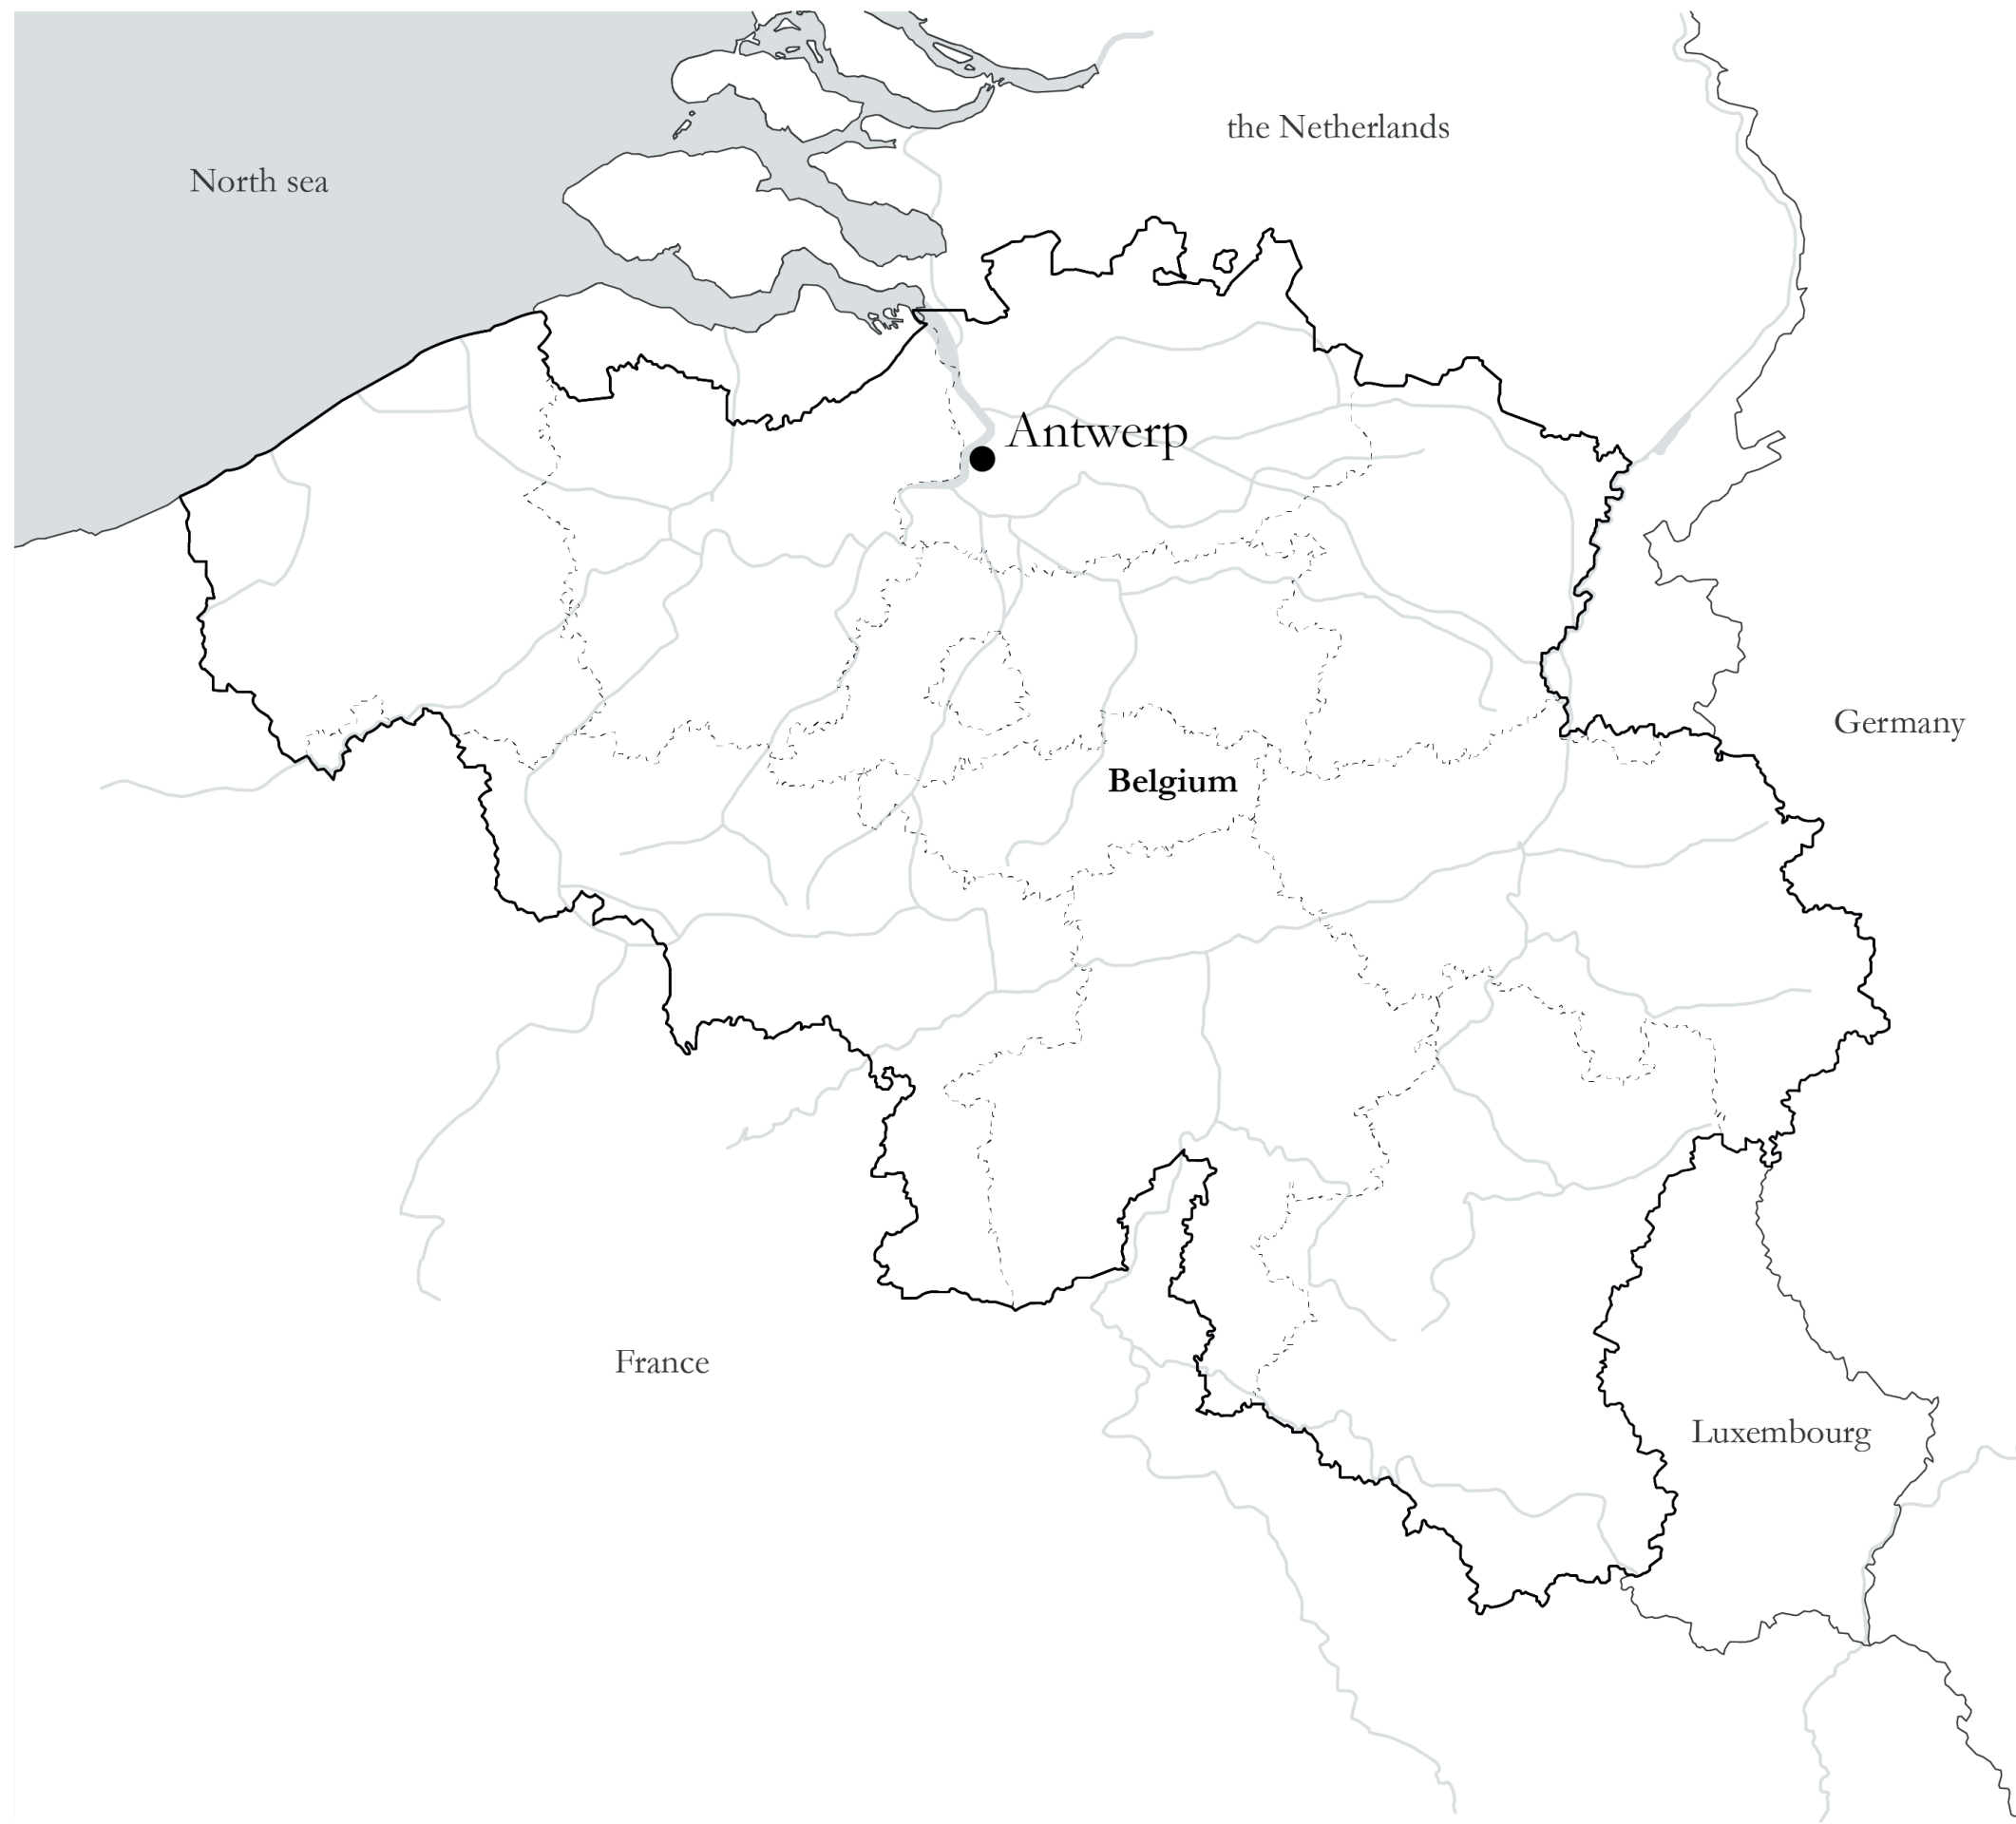 the Netherlands
North sea
Antwerp
Germany
Belgium
France
Luxembourg